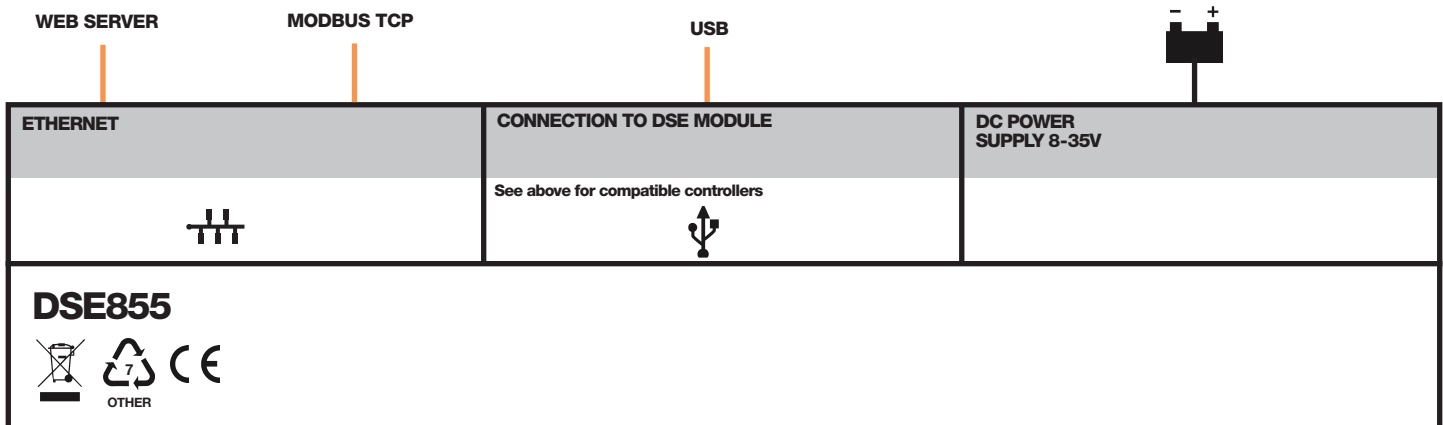 WEB SERVER
MODBUS TCP
USB
- +
ETHERNET
CONNECTION TO DSE MODULE
DC POWER
SUPPLY 8-35V
See above for compatible controllers
DSE855
7
CE
OTHER